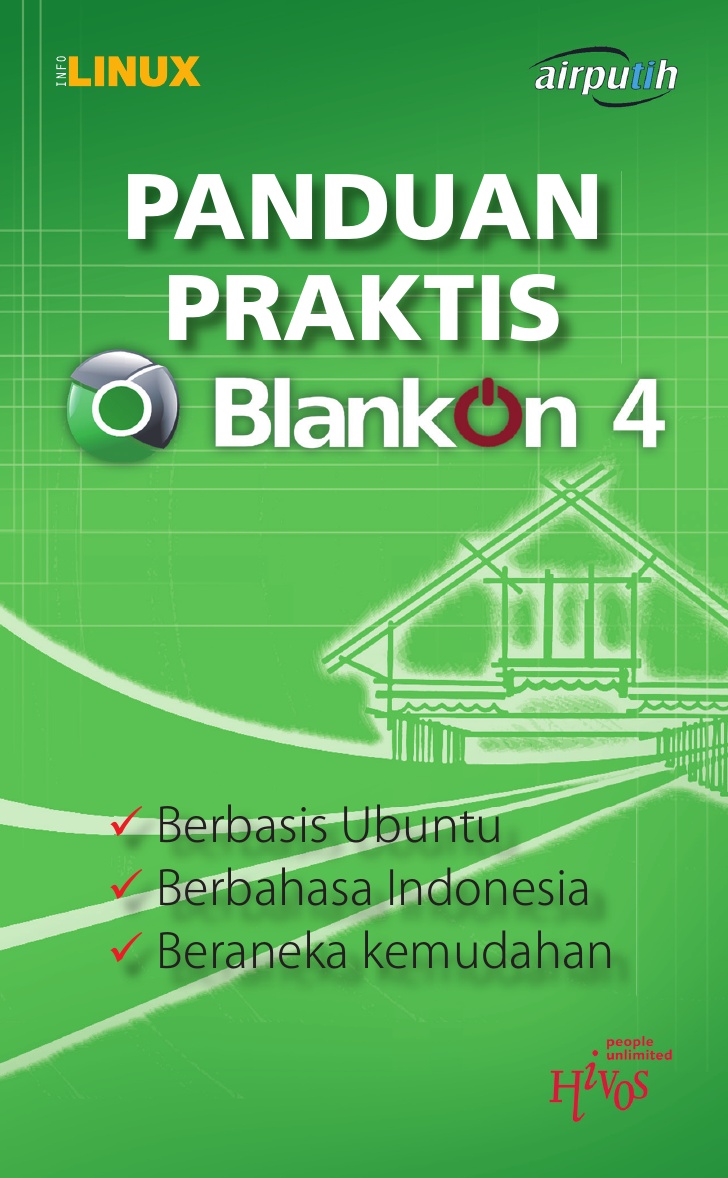 INFO LINUX
airputih
PANDUAN
PRAKTIS
BlankOn 4
Berbasis Ubuntu
Berbahasa Indonesia
Beraneka kemudahan
people
unlimited
Hivos